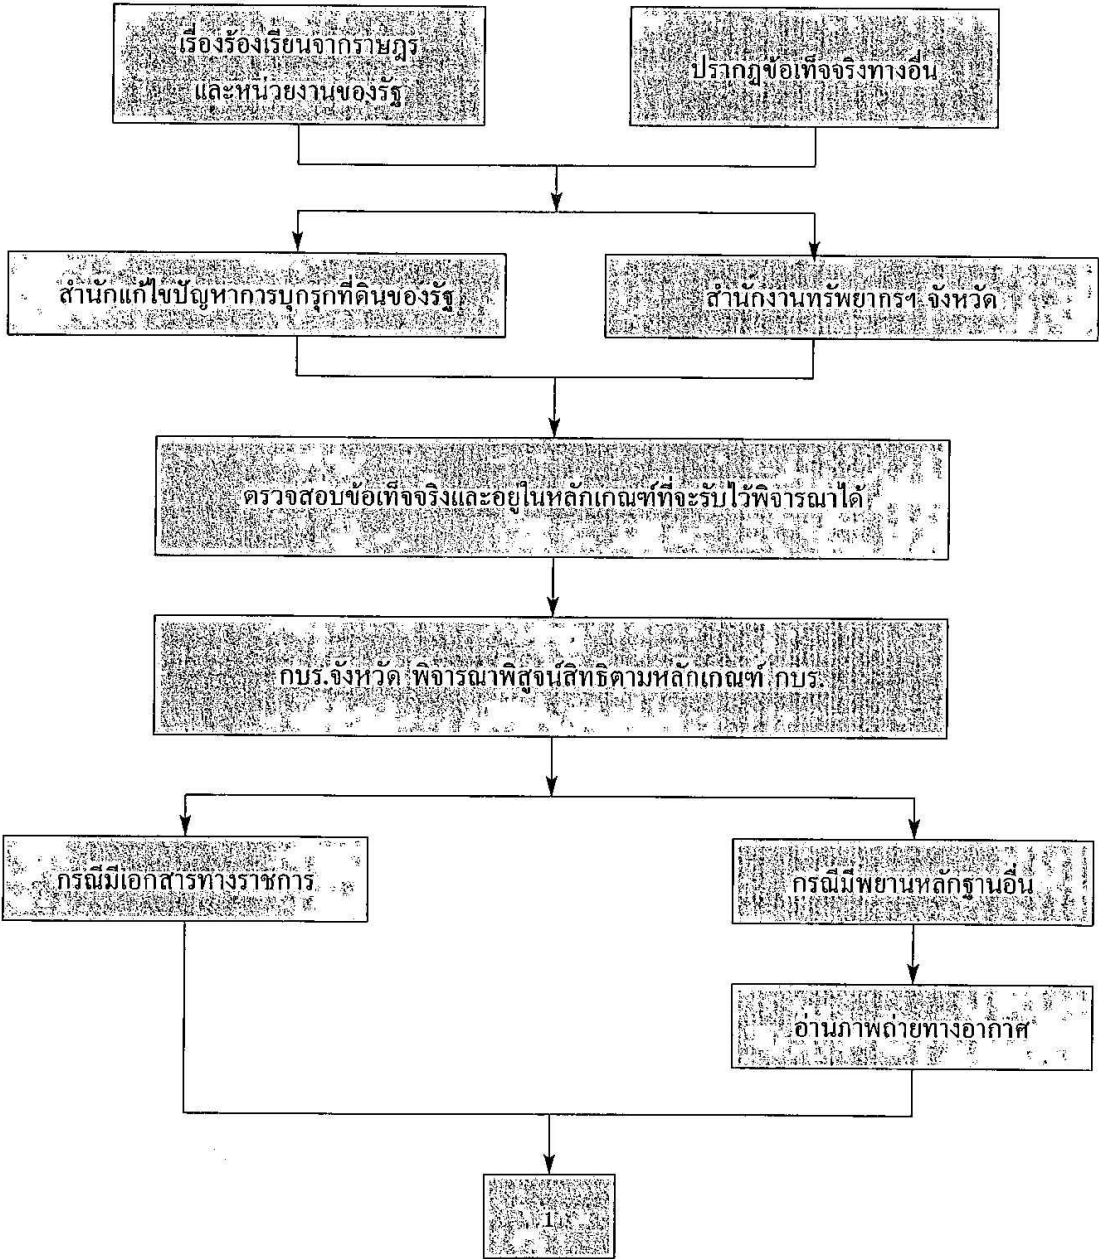 เรื่องร้องเรียนจากราษฎร
และหน่วยงานของรัฐ
ปรากฏข้อเท็จจริงทางอื่น
สำนักแก้ไขปัญหาการบุกรุกที่ดินของรัฐ
สำนักงานทรัพยากรฯ จังหวัด
ตรวจสอบข้อเท็จจริงและอยู่ในหลักเกณฑ์ที่จะรับไว้พิจารณาได้
กบร.จังหวัด พิจารณาพิสูจน์สิทธิตามหลักเกณฑ์ กบร.
กรณีมีเอกสารทางราชการ
กรณีมีพยานหลักฐานอื่น
อ่านภาพถ่ายทางอากาศ
1